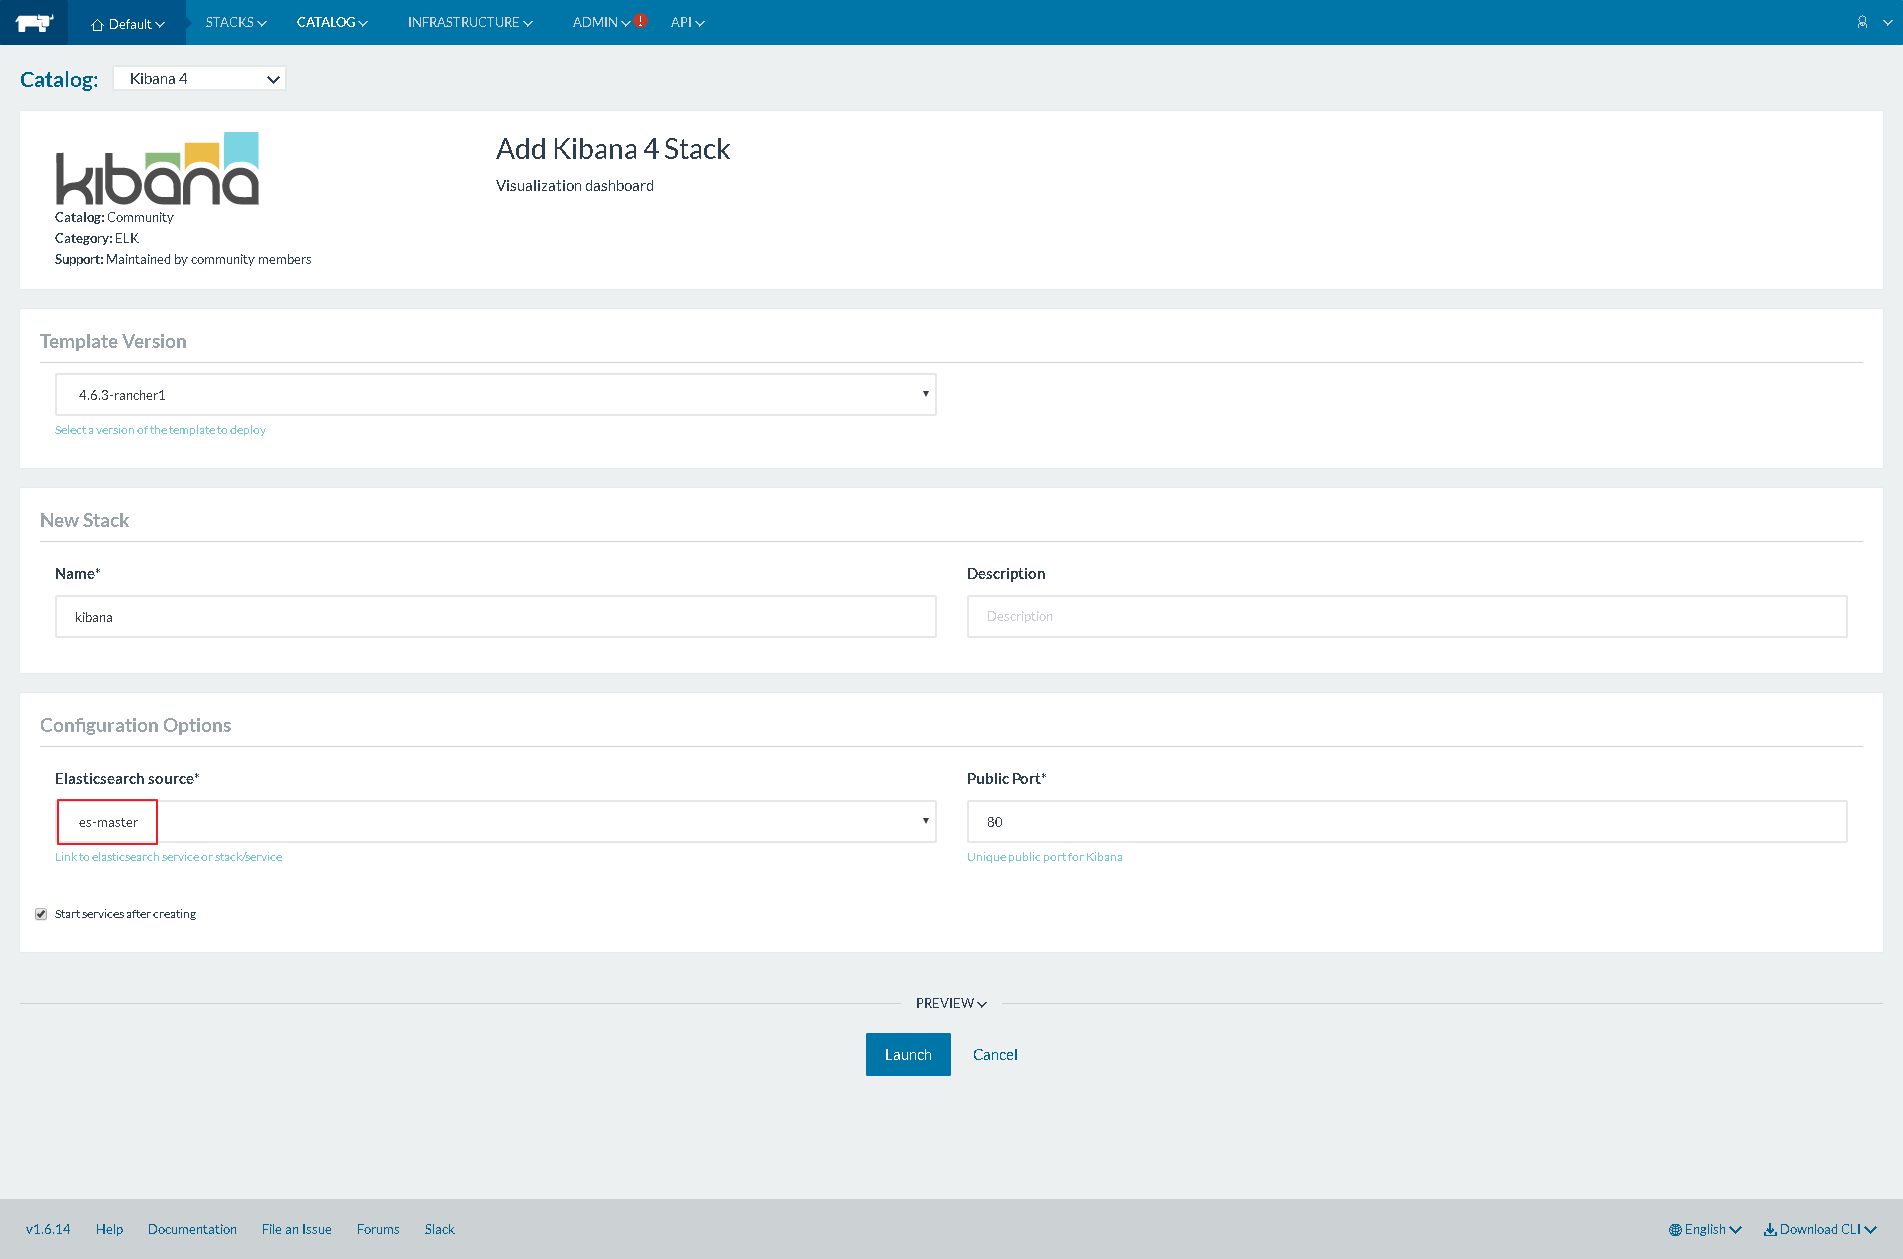 Default STACKS CATALOG INFRASTRUCTURE ADMIN ! API
Catalog: Kibana 4
kibana
Add Kibana 4 Stack
Visualization dashboard
Catalog: Community
Category: ELK
Support: Maintained by community members
Template Version
4.6.3-rancher1
Select a version of the template to deploy
New Stack
Name* Description
kibana Description
Configuration Options
Elasticsearch source* Public Port*
es-master 80
Link to elasticsearch service or stack/service Unique public port for Kibana
Start services after creating
PREVIEW
Launch Cancel
v1.6.14 Help Documentation File an Issue Forums Slack English Download CLI